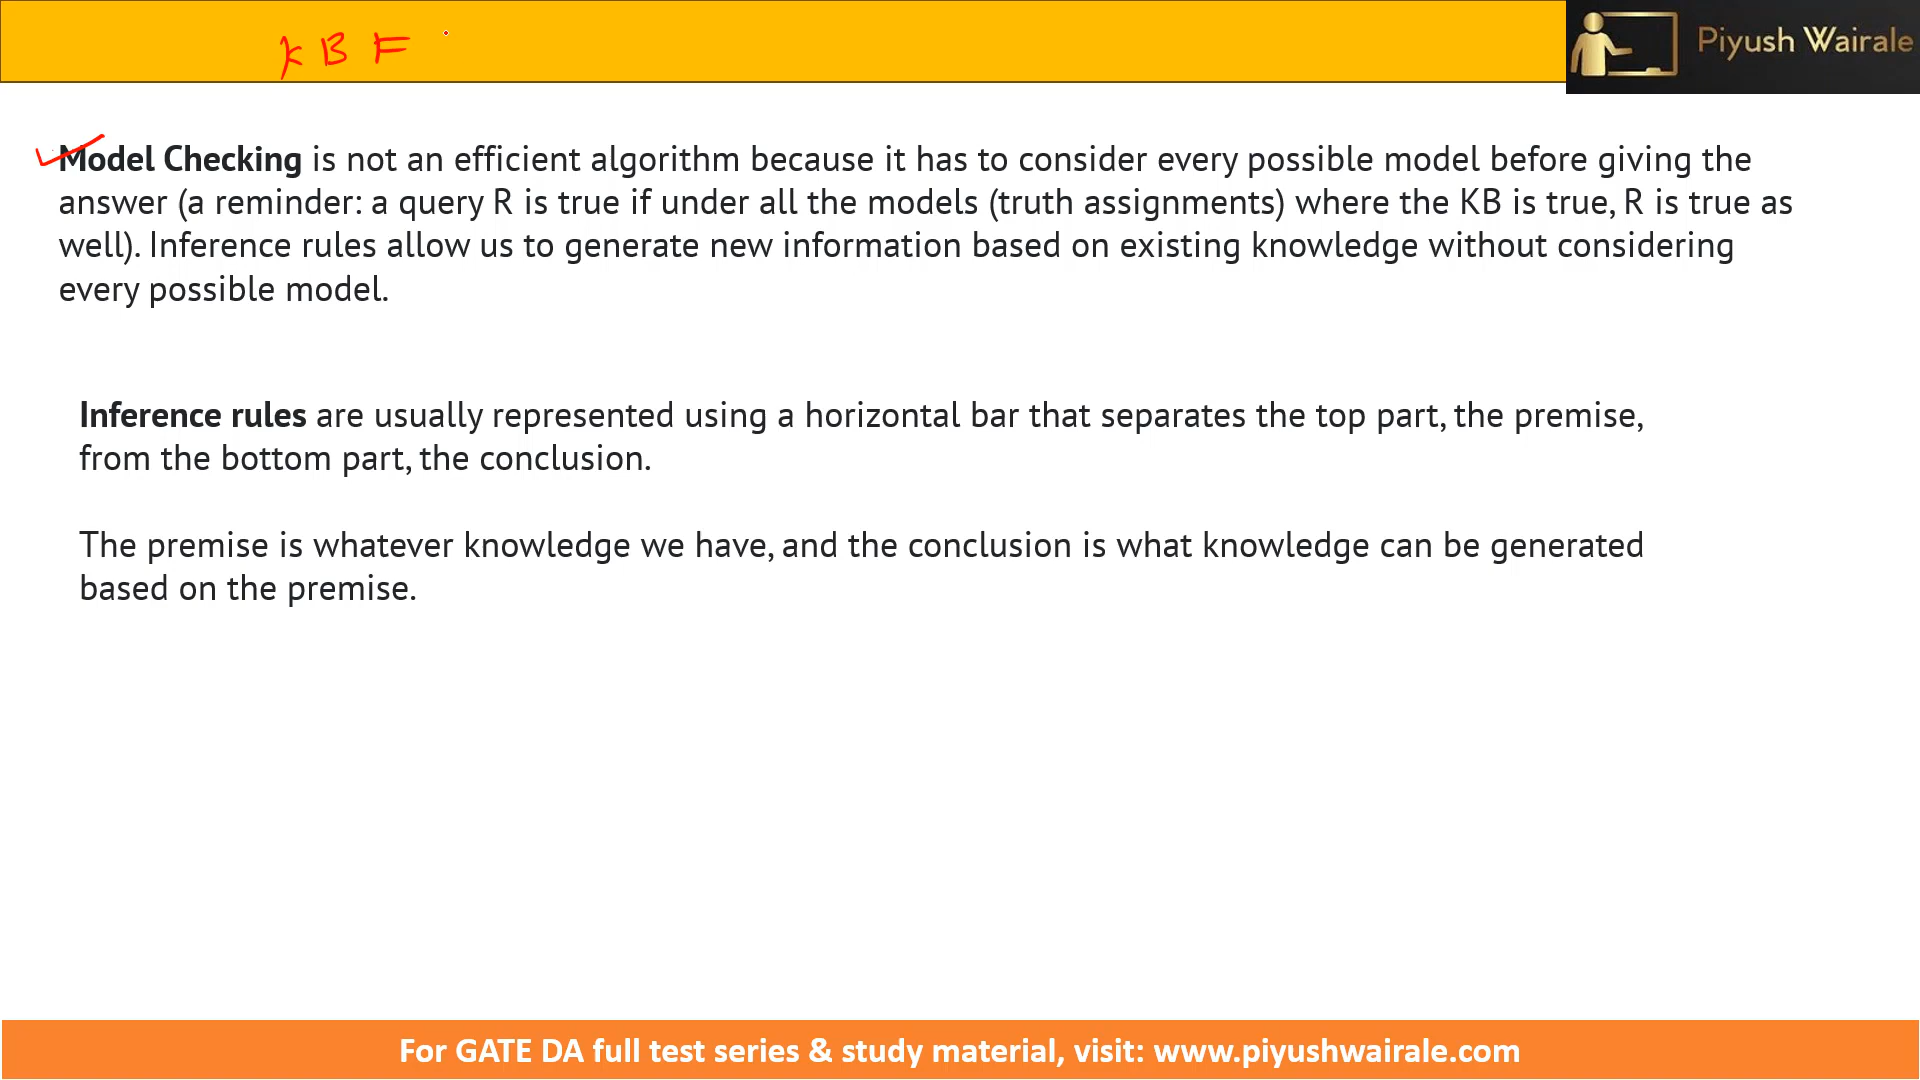 KB ⊨
Piyush Wairale
Model Checking is not an efficient algorithm because it has to consider every possible model before giving the
answer (a reminder: a query R is true if under all the models (truth assignments) where the KB is true, R is true as
well). Inference rules allow us to generate new information based on existing knowledge without considering
every possible model.
Inference rules are usually represented using a horizontal bar that separates the top part, the premise,
from the bottom part, the conclusion.
The premise is whatever knowledge we have, and the conclusion is what knowledge can be generated
based on the premise.
For GATE DA full test series & study material, visit: www.piyushwairale.com